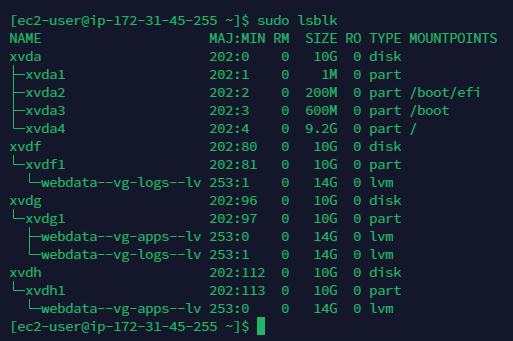 [ec2-user@ip-172-31-45-255 ~]$ sudo lsblk
NAME                     MAJ:MIN RM  SIZE RO TYPE MOUNTPOINTS
xvda                     202:0    0   10G  0 disk
├─xvda1                  202:1    0    1M  0 part
├─xvda2                  202:2    0  200M  0 part /boot/efi
├─xvda3                  202:3    0  600M  0 part /boot
└─xvda4                  202:4    0  9.2G  0 part /
xvdf                     202:80   0   10G  0 disk
└─xvdf1                  202:81   0   10G  0 part
  └─webdata--vg-logs--lv 253:1    0   14G  0 lvm
xvdg                     202:96   0   10G  0 disk
└─xvdg1                  202:97   0   10G  0 part
  ├─webdata--vg-apps--lv 253:0    0   14G  0 lvm
  └─webdata--vg-logs--lv 253:1    0   14G  0 lvm
xvdh                     202:112  0   10G  0 disk
└─xvdh1                  202:113  0   10G  0 part
  └─webdata--vg-apps--lv 253:0    0   14G  0 lvm
[ec2-user@ip-172-31-45-255 ~]$